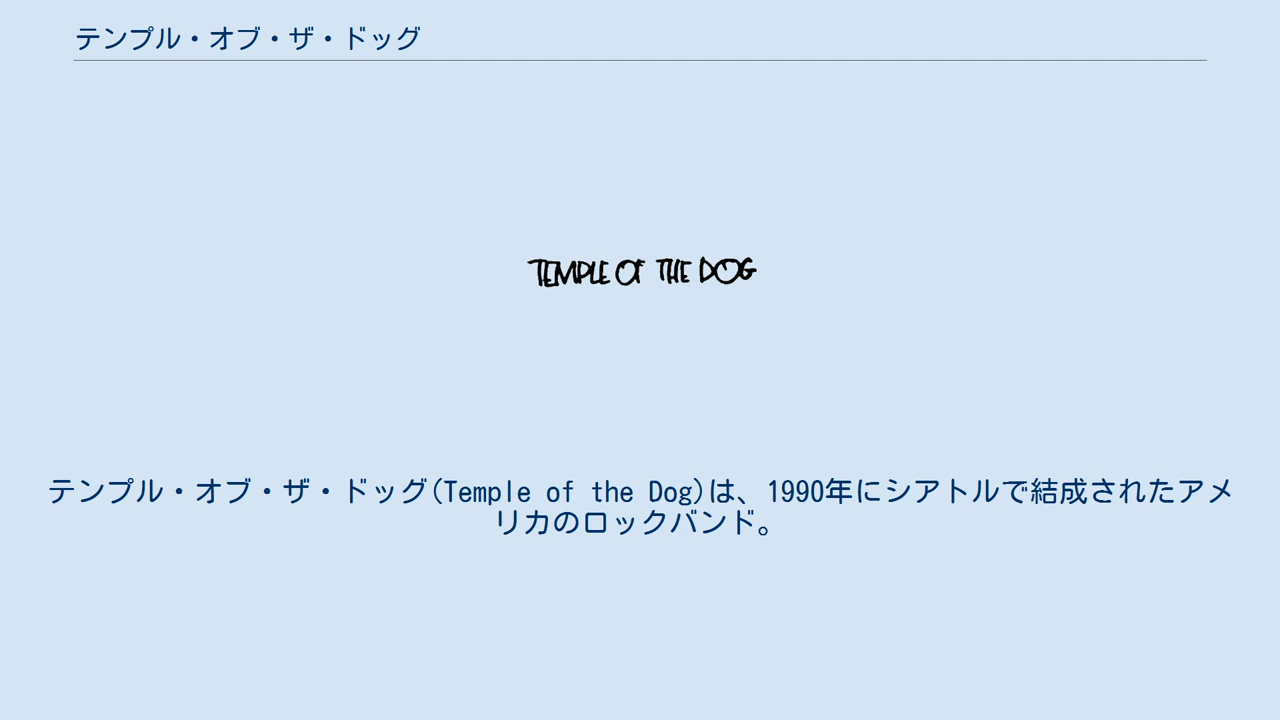 テンプル・オブ・ザ・ドッグ
TEMPLE OF THE DOG
テンプル・オブ・ザ・ドッグ(Temple of the Dog)は、1990年にシアトルで結成されたアメ
リカのロックバンド。